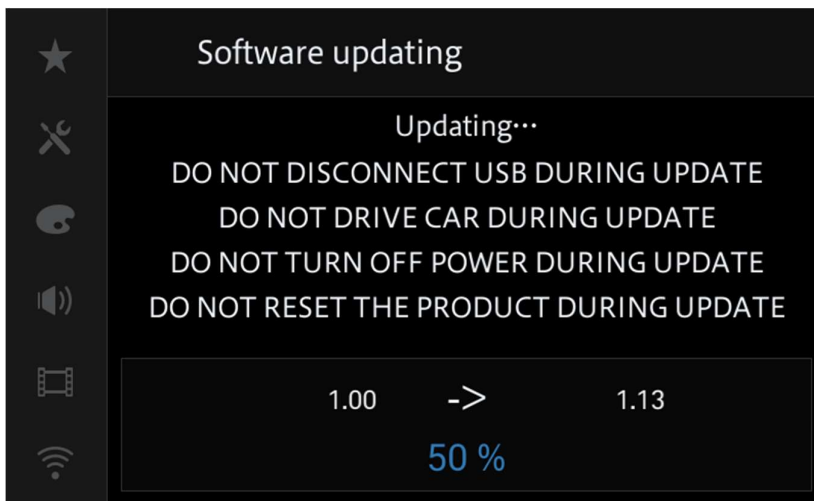 Software updating
Updating⋯
DO NOT DISCONNECT USB DURING UPDATE
DO NOT DRIVE CAR DURING UPDATE
DO NOT TURN OFF POWER DURING UPDATE
DO NOT RESET THE PRODUCT DURING UPDATE
1.00 -> 1.13
50 %